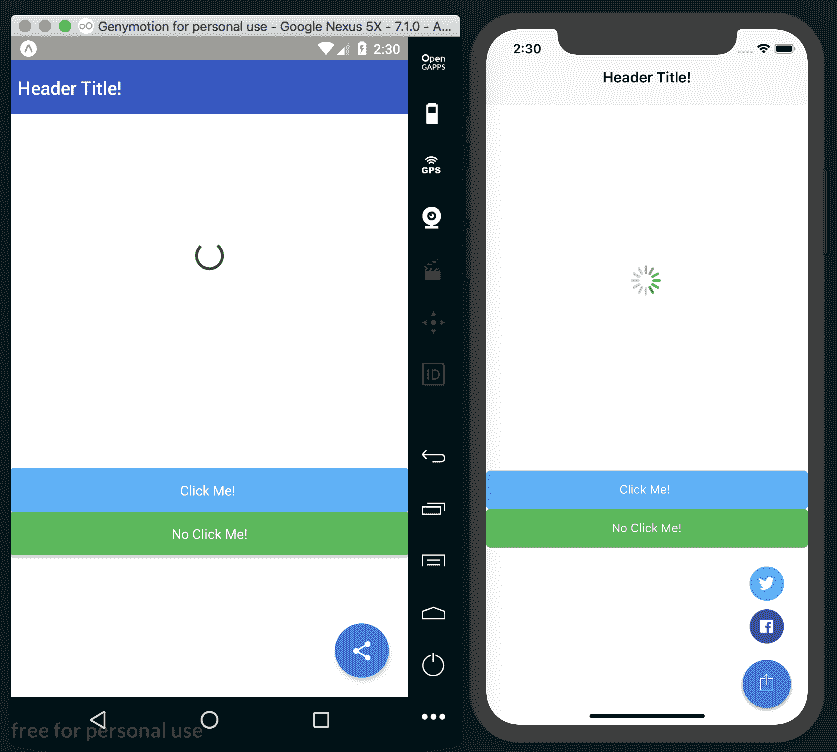 Genymotion for personal use - Google Nexus 5X - 7.1.0 - A...
2:30
Header Title!
Click Me!
No Click Me!
free for personal use
Open
GAPPS
GPS
ID
2:30
Header Title!
Click Me!
No Click Me!